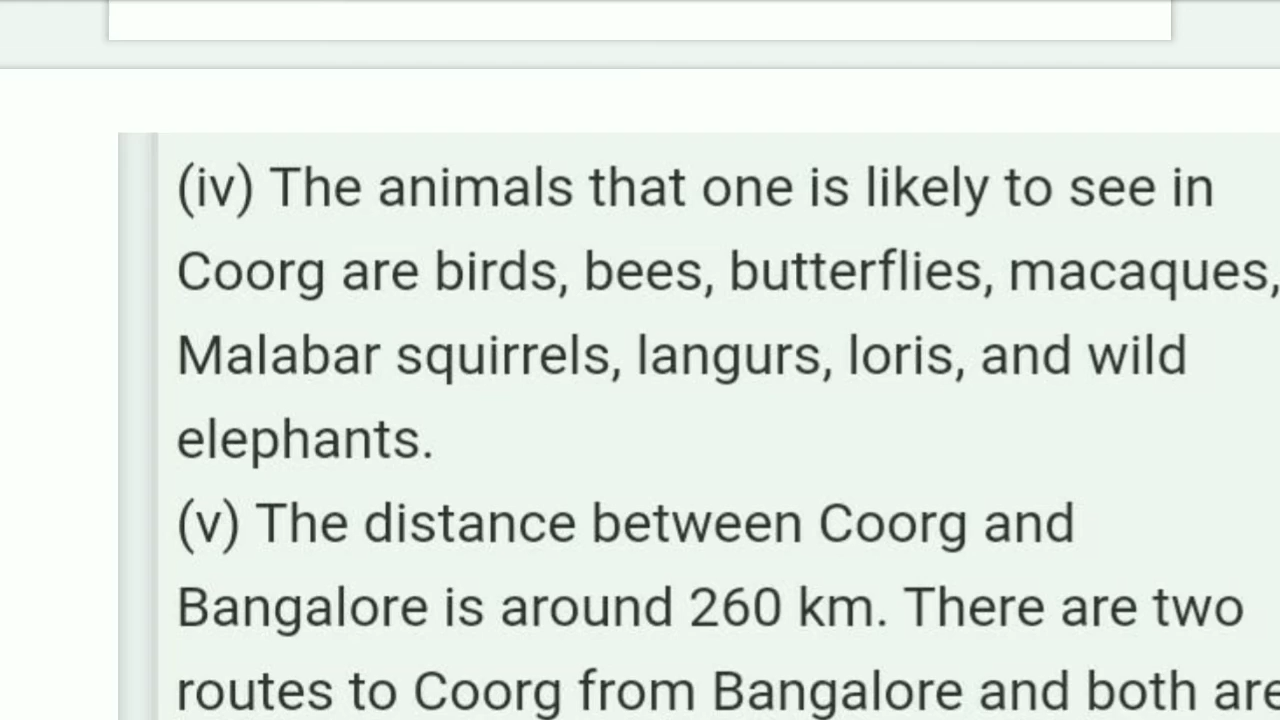 (iv) The animals that one is likely to see in
Coorg are birds, bees, butterflies, macaques,
Malabar squirrels, langurs, loris, and wild
elephants.
(v) The distance between Coorg and
Bangalore is around 260 km. There are two
routes to Coorg from Bangalore and both are